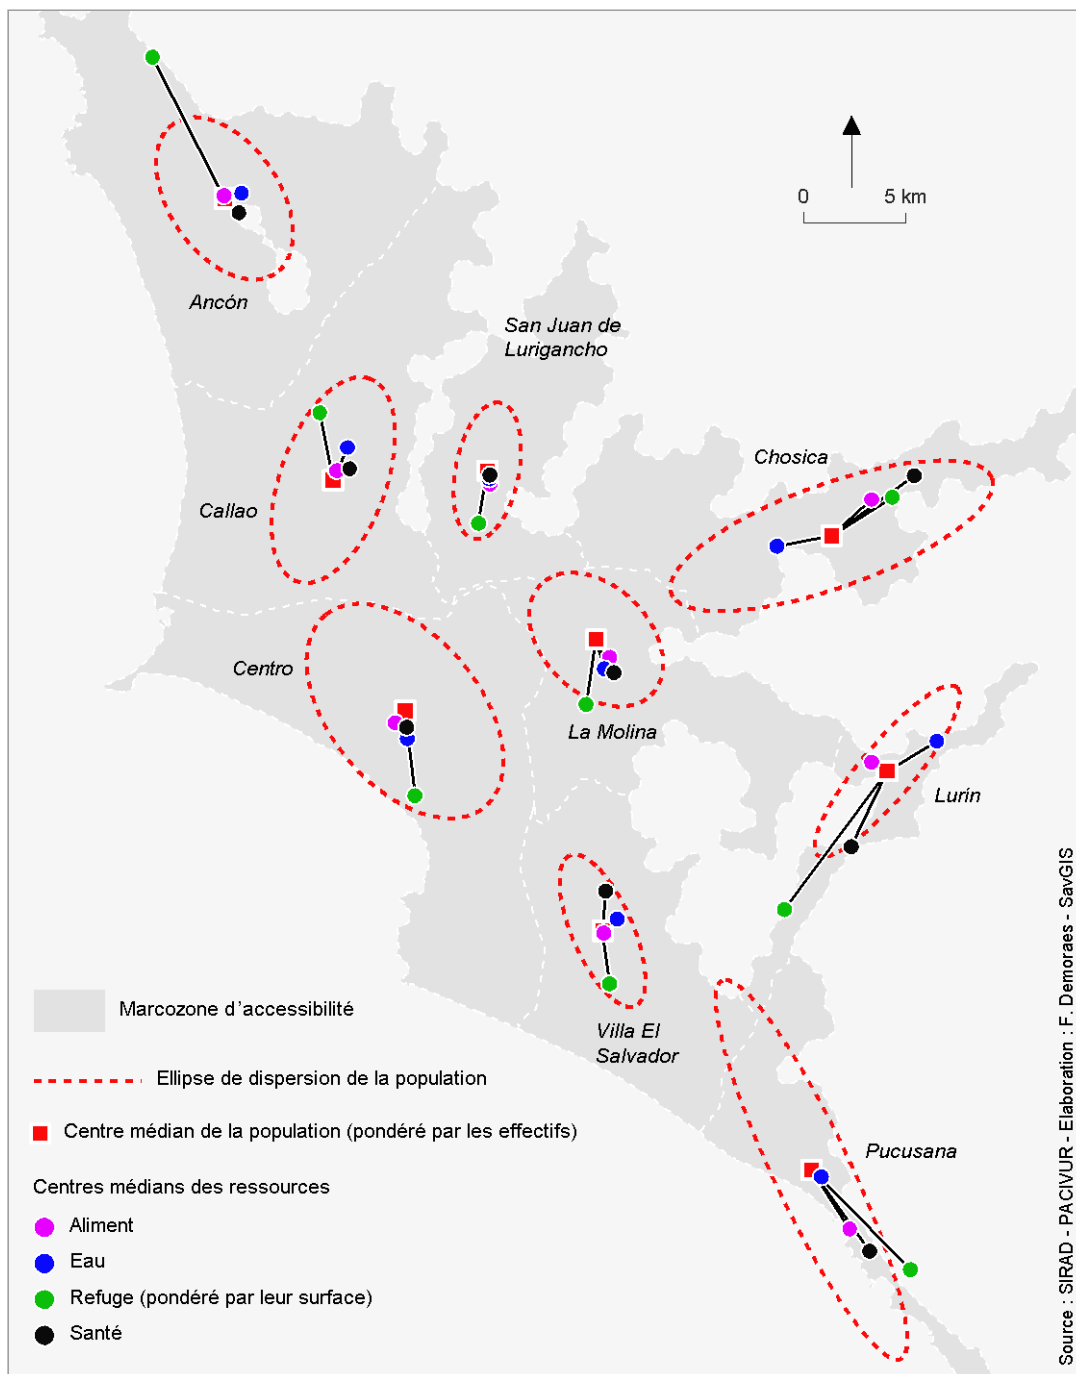 0 5 km
Ancón
San Juan de
Lurigancho
Chosica
Callao
Centro
La Molina
Lurín
Villa El
Salvador
Pucusana
Marcozone d'accessibilité
Ellipse de dispersion de la population
Centre médian de la population (pondéré par les effectifs)
Centres médians des ressources
Aliment
Eau
Refuge (pondéré par leur surface)
Santé
Source : SIRAD - PACIVUR - Elaboration : F. Demoraes - SavGIS